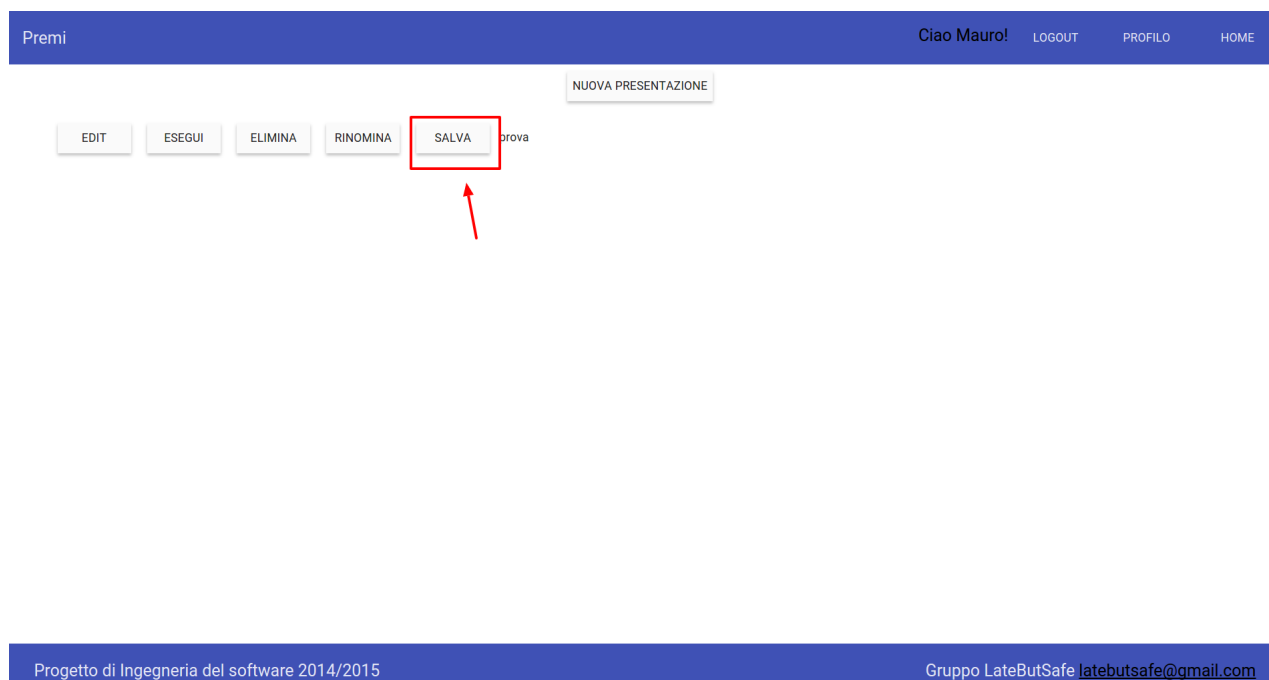 Premi Ciao Mauro! LOGOUT PROFILO HOME
NUOVA PRESENTAZIONE
EDIT ESEGUI ELIMINA RINOMINA SALVA prova
Progetto di Ingegneria del software 2014/2015 Gruppo LateButSafe latebutsafe@gmail.com